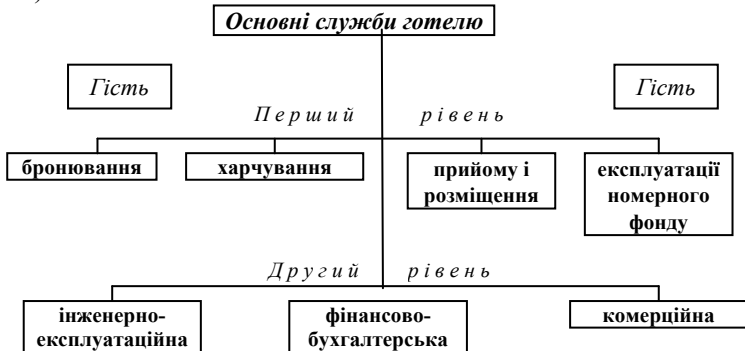 )
Основні служби готелю
Гість
Гість
Перший рівень
бронювання
харчування
прийому і
розміщення
експлуатації
номерного
фонду
Другий рівень
інженерно-
експлуатаційна
фінансово-
бухгалтерська
комерційна